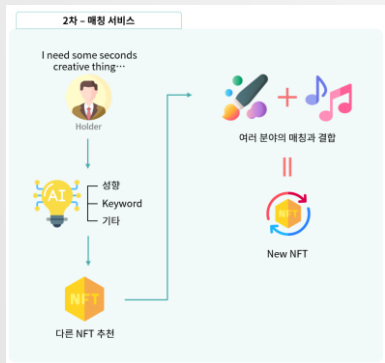 2차 – 매칭 서비스
I need some seconds
creative thing…
Holder
AI
성향
Keyword
기타
NFT
다른 NFT 추천
여러 분야의 매칭과 결합
NFT
New NFT